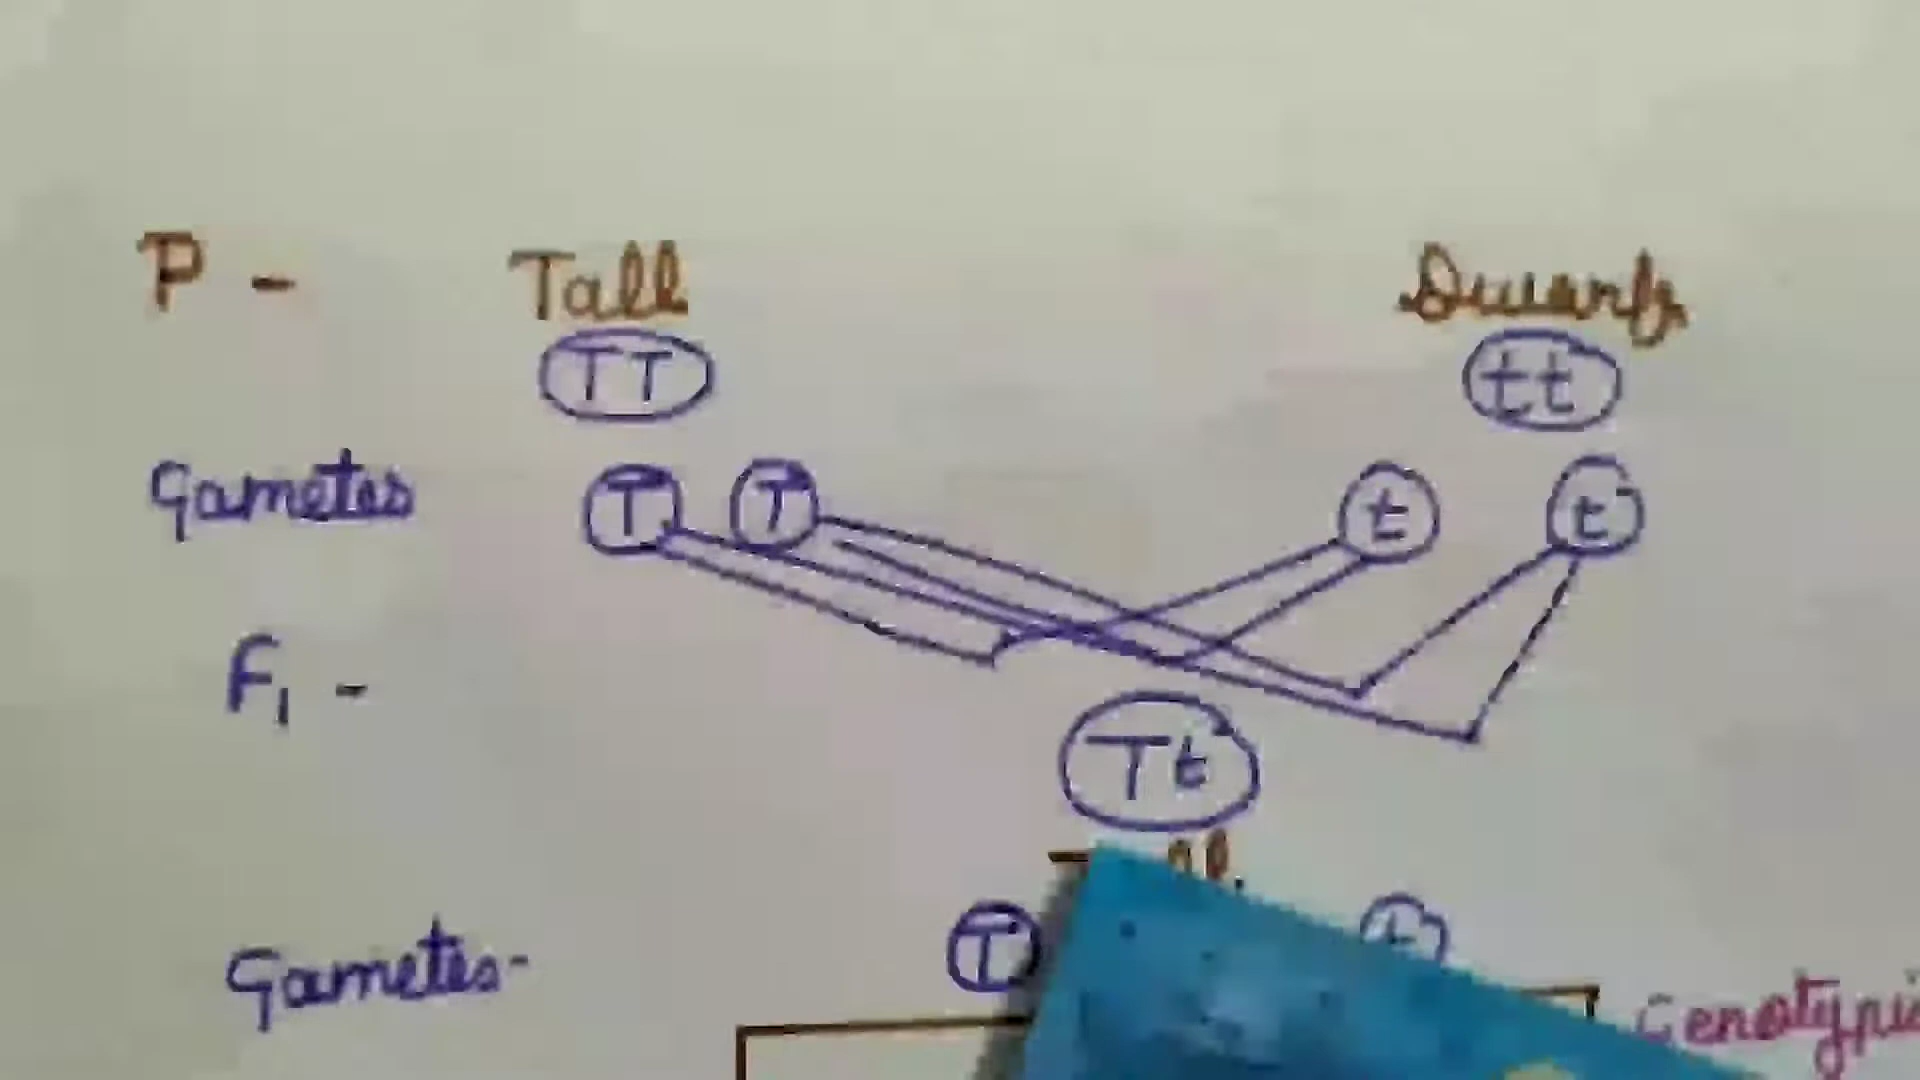 P - Tall Dwarf
TT tt
Gametes T T t t
F1 -
Tt
T t
Gametes-